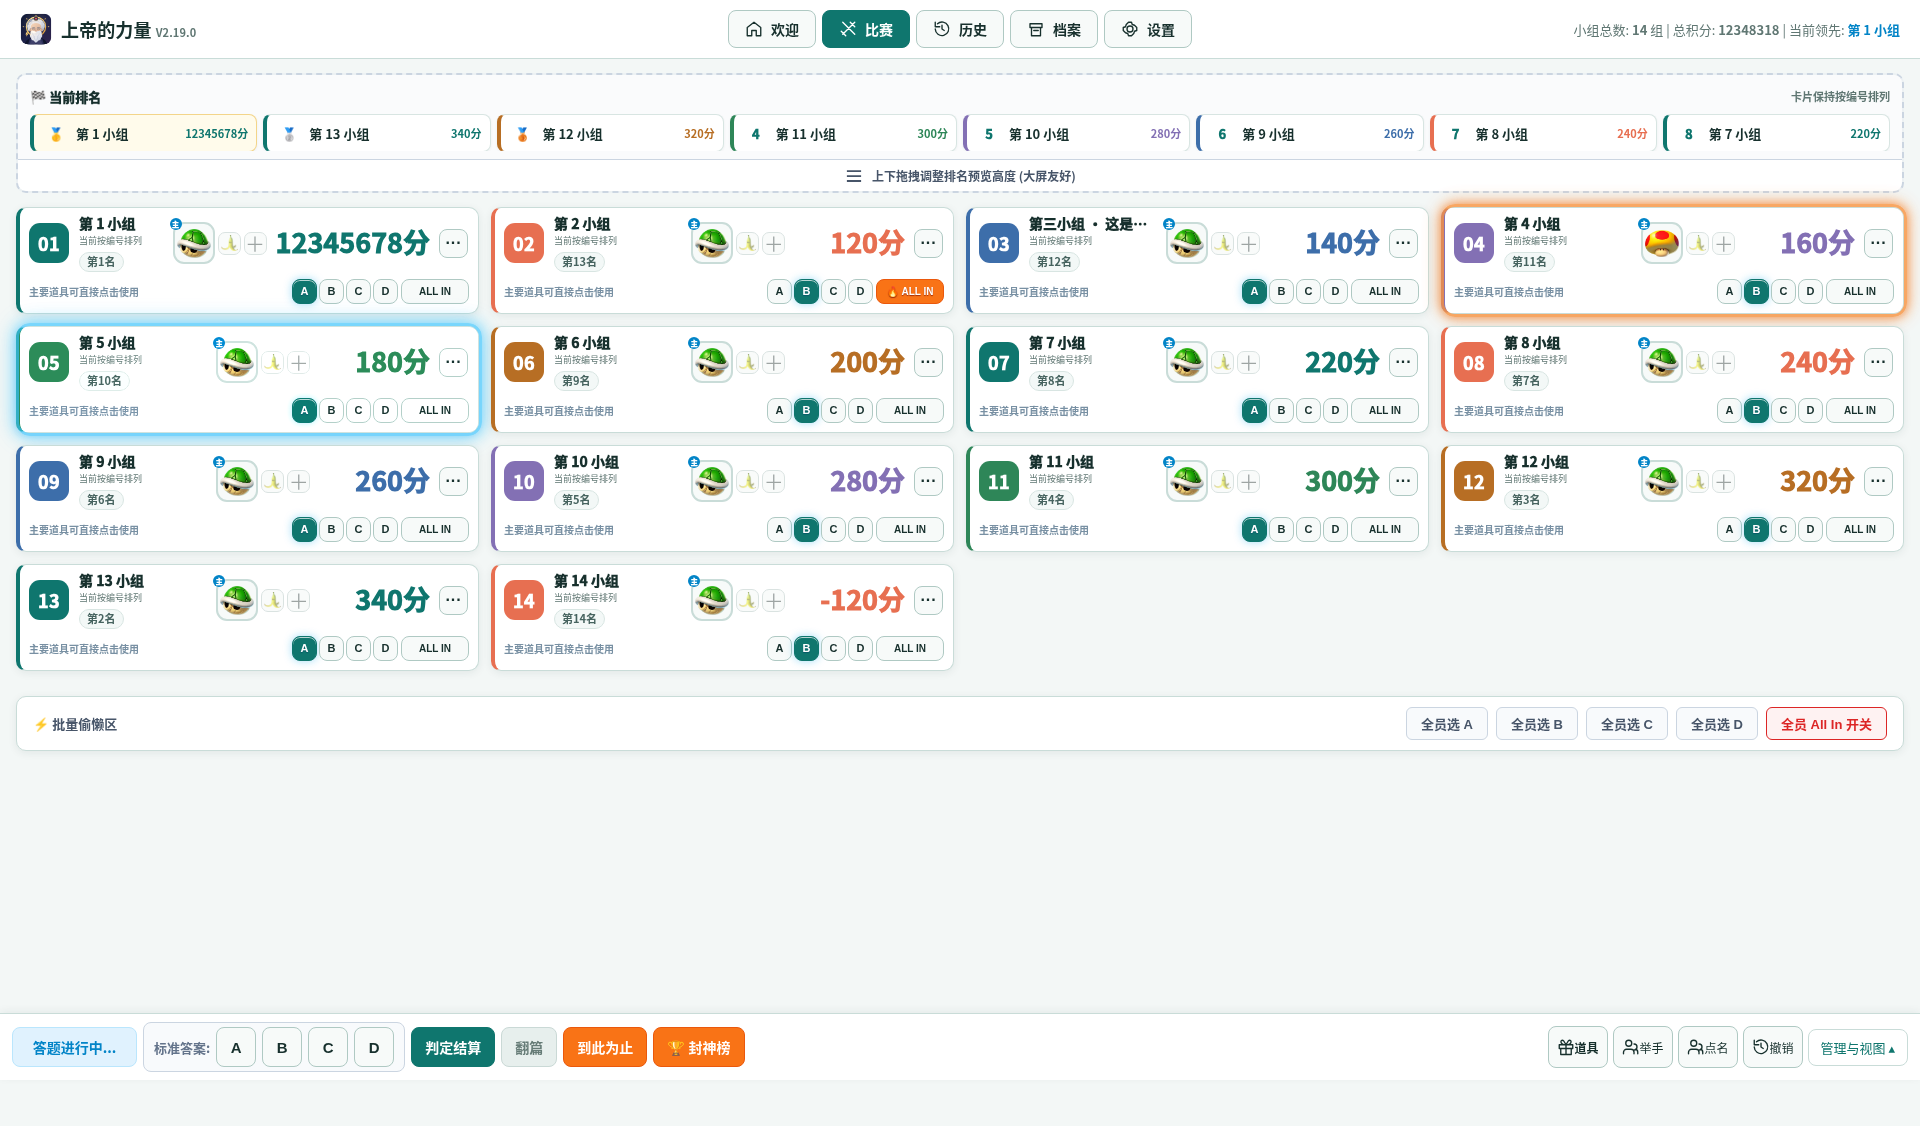 上帝的力量 V2.19.0
欢迎
比赛
历史
档案
设置
小组总数: 14 组 | 总积分: 12348318 | 当前领先: 第 1 小组
🏁 当前排名
卡片保持按编号排列
🥇 第 1 小组 12345678分
🥈 第 13 小组 340分
🥉 第 12 小组 320分
4 第 11 小组 300分
5 第 10 小组 280分
6 第 9 小组 260分
7 第 8 小组 240分
8 第 7 小组 220分
上下拖拽调整排名预览高度 (大屏友好)
01 第 1 小组 当前按编号排列 第1名 主 12345678分 ···
主要道具可直接点击使用 A B C D ALL IN
02 第 2 小组 当前按编号排列 第13名 主 120分 ···
主要道具可直接点击使用 A B C D 🔥 ALL IN
03 第三小组 · 这是··· 当前按编号排列 第12名 主 140分 ···
主要道具可直接点击使用 A B C D ALL IN
04 第 4 小组 当前按编号排列 第11名 主 160分 ···
主要道具可直接点击使用 A B C D ALL IN
05 第 5 小组 当前按编号排列 第10名 主 180分 ···
主要道具可直接点击使用 A B C D ALL IN
06 第 6 小组 当前按编号排列 第9名 主 200分 ···
主要道具可直接点击使用 A B C D ALL IN
07 第 7 小组 当前按编号排列 第8名 主 220分 ···
主要道具可直接点击使用 A B C D ALL IN
08 第 8 小组 当前按编号排列 第7名 主 240分 ···
主要道具可直接点击使用 A B C D ALL IN
09 第 9 小组 当前按编号排列 第6名 主 260分 ···
主要道具可直接点击使用 A B C D ALL IN
10 第 10 小组 当前按编号排列 第5名 主 280分 ···
主要道具可直接点击使用 A B C D ALL IN
11 第 11 小组 当前按编号排列 第4名 主 300分 ···
主要道具可直接点击使用 A B C D ALL IN
12 第 12 小组 当前按编号排列 第3名 主 320分 ···
主要道具可直接点击使用 A B C D ALL IN
13 第 13 小组 当前按编号排列 第2名 主 340分 ···
主要道具可直接点击使用 A B C D ALL IN
14 第 14 小组 当前按编号排列 第14名 主 -120分 ···
主要道具可直接点击使用 A B C D ALL IN
⚡ 批量偷懒区
全员选 A
全员选 B
全员选 C
全员选 D
全员 All In 开关
答题进行中...
标准答案: A B C D
判定结算
翻篇
到此为止
🏆 封神榜
道具
举手
点名
撤销
管理与视图 ▴